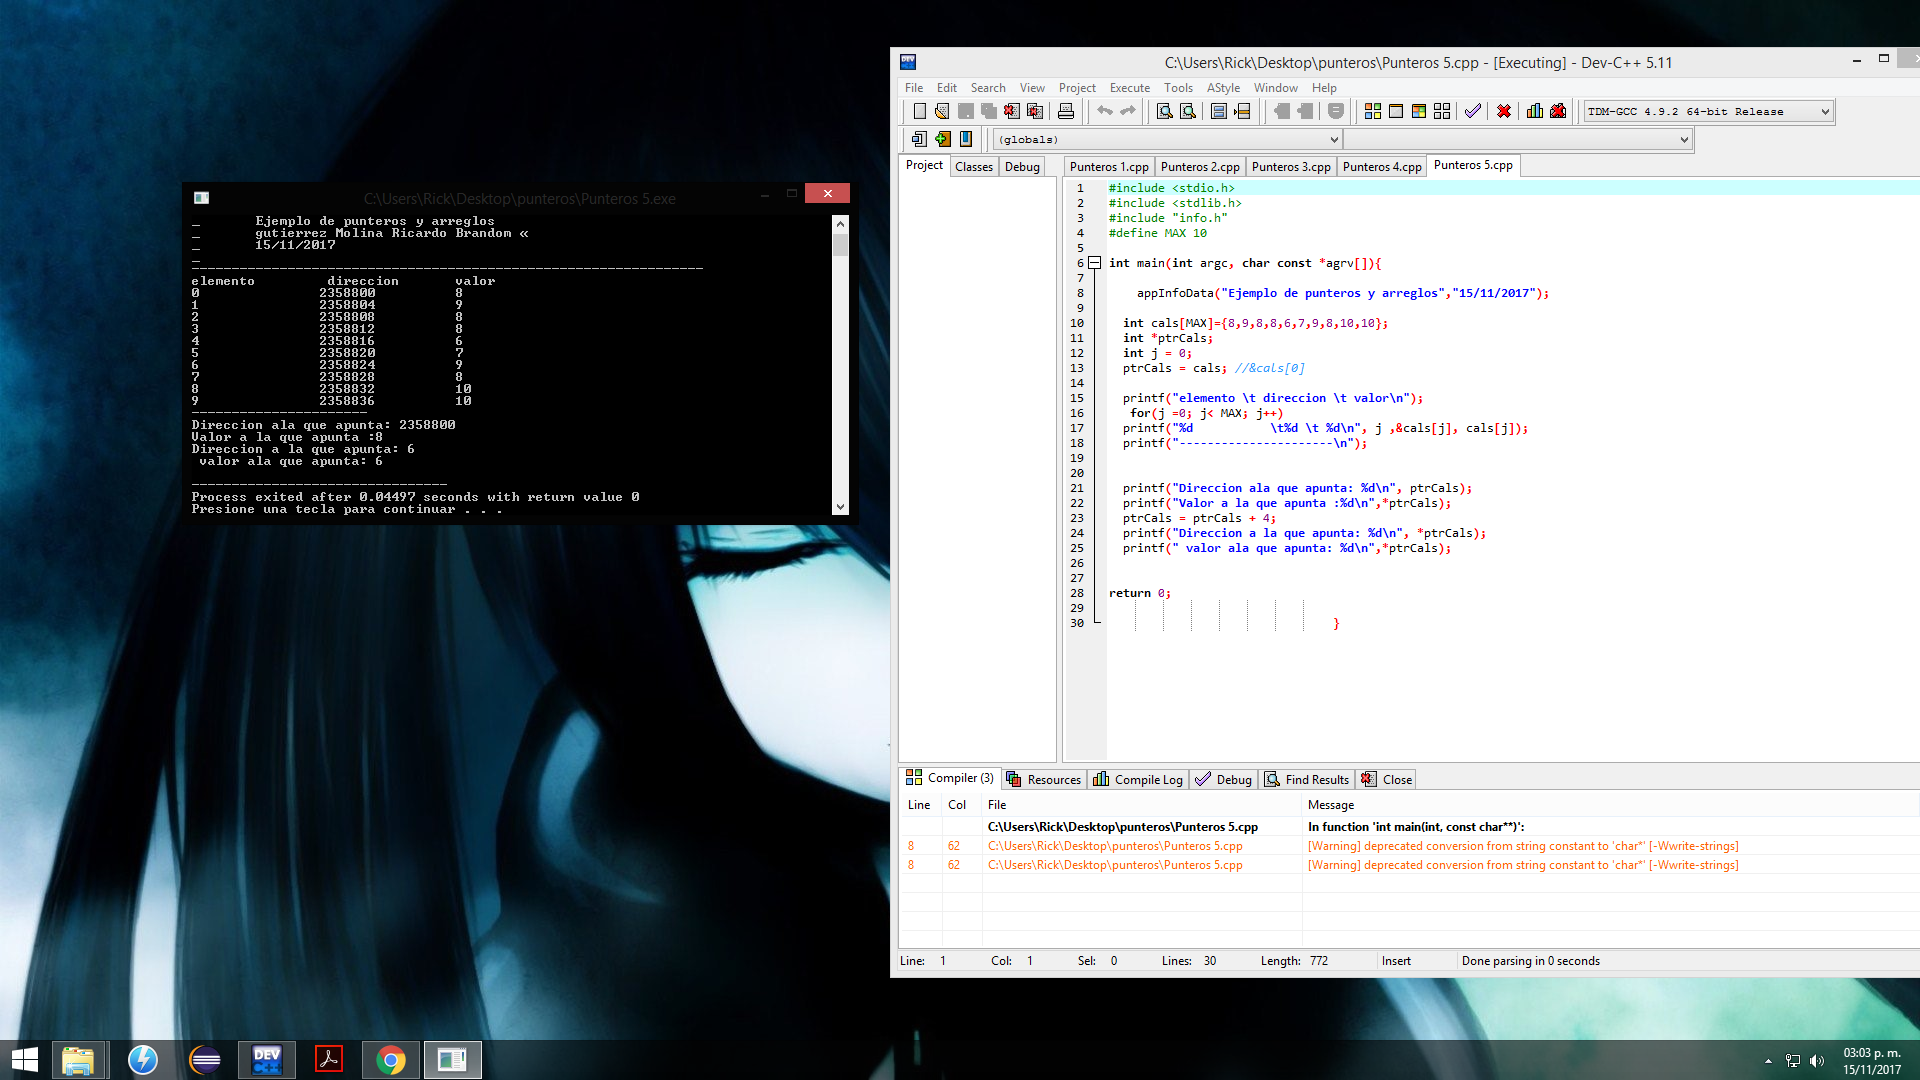 C:\Users\Rick\Desktop\punteros\Punteros 5.exe
_ Ejemplo de punteros y arreglos
_ gutierrez Molina Ricardo Brandom «
_ 15/11/2017
_
----------------------------------------------------------------
elemento direccion valor
0 2358800 8
1 2358804 9
2 2358808 8
3 2358812 8
4 2358816 6
5 2358820 7
6 2358824 9
7 2358828 8
8 2358832 10
9 2358836 10
----------------------
Direccion ala que apunta: 2358800
Valor a la que apunta :8
Direccion a la que apunta: 6
valor ala que apunta: 6
--------------------------------
Process exited after 0.04497 seconds with return value 0
Presione una tecla para continuar . . .
DEV C++
C:\Users\Rick\Desktop\punteros\Punteros 5.cpp - [Executing] - Dev-C++ 5.11
File Edit Search View Project Execute Tools AStyle Window Help
TDM-GCC 4.9.2 64-bit Release
(globals)
Project Classes Debug
Punteros 1.cpp Punteros 2.cpp Punteros 3.cpp Punteros 4.cpp Punteros 5.cpp
1 #include <stdio.h>
2 #include <stdlib.h>
3 #include "info.h"
4 #define MAX 10
5
6 int main(int argc, char const *agrv[]){
7
8 appInfoData("Ejemplo de punteros y arreglos","15/11/2017");
9
10 int cals[MAX]={8,9,8,8,6,7,9,8,10,10};
11 int *ptrCals;
12 int j = 0;
13 ptrCals = cals; //&cals[0]
14
15 printf("elemento \t direccion \t valor\n");
16 for(j =0; j< MAX; j++)
17 printf("%d \t%d \t %d\n", j ,&cals[j], cals[j]);
18 printf("----------------------\n");
19
20
21 printf("Direccion ala que apunta: %d\n", ptrCals);
22 printf("Valor a la que apunta :%d\n",*ptrCals);
23 ptrCals = ptrCals + 4;
24 printf("Direccion a la que apunta: %d\n", *ptrCals);
25 printf(" valor ala que apunta: %d\n",*ptrCals);
26
27
28 return 0;
29
30 }
Compiler (3) Resources Compile Log Debug Find Results Close
Line Col File Message
C:\Users\Rick\Desktop\punteros\Punteros 5.cpp In function 'int main(int, const char**)':
8 62 C:\Users\Rick\Desktop\punteros\Punteros 5.cpp [Warning] deprecated conversion from string constant to 'char*' [-Wwrite-strings]
8 62 C:\Users\Rick\Desktop\punteros\Punteros 5.cpp [Warning] deprecated conversion from string constant to 'char*' [-Wwrite-strings]
Line: 1 Col: 1 Sel: 0 Lines: 30 Length: 772 Insert Done parsing in 0 seconds
DEV C++
03:03 p. m.
15/11/2017